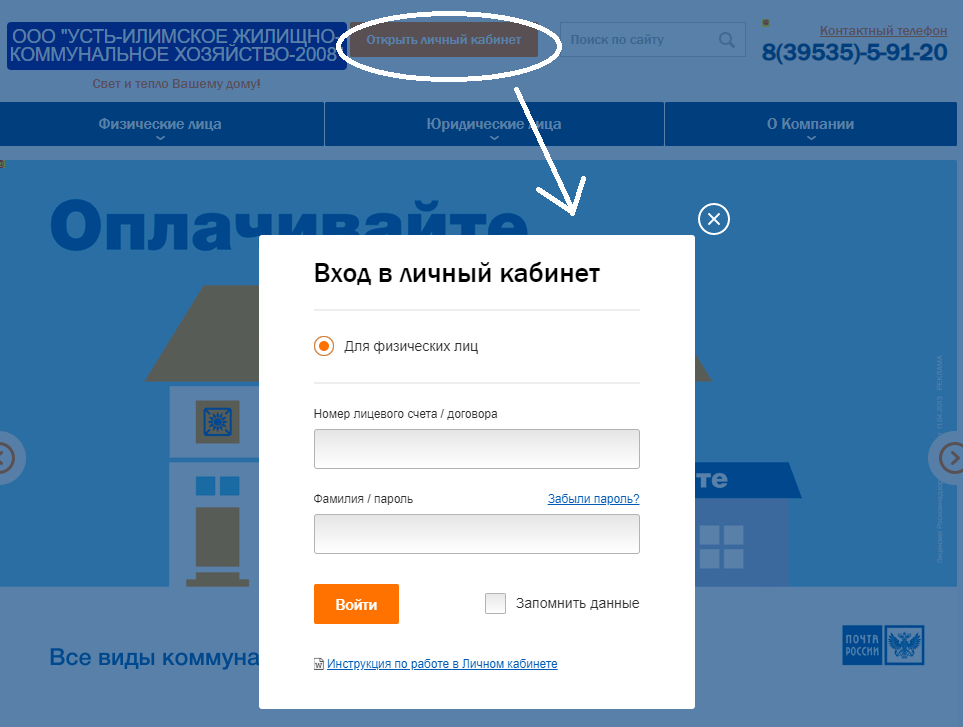 ООО "УСТЬ-ИЛИМСКОЕ ЖИЛИЩНО-
КОММУНАЛЬНОЕ ХОЗЯЙСТВО-2008"
Свет и тепло Вашему дому!
Открыть личный кабинет
Поиск по сайту
Контактный телефон
8(39535)-5-91-20
Физические лица
Юридические лица
О Компании
Оплачивайте
Вход в личный кабинет
Для физических лиц
Номер лицевого счета / договора
Фамилия / пароль
Забыли пароль?
Войти
Запомнить данные
Инструкция по работе в Личном кабинете
те
РЕКЛАМА
Все виды коммуна
ПОЧТА
РОССИИ